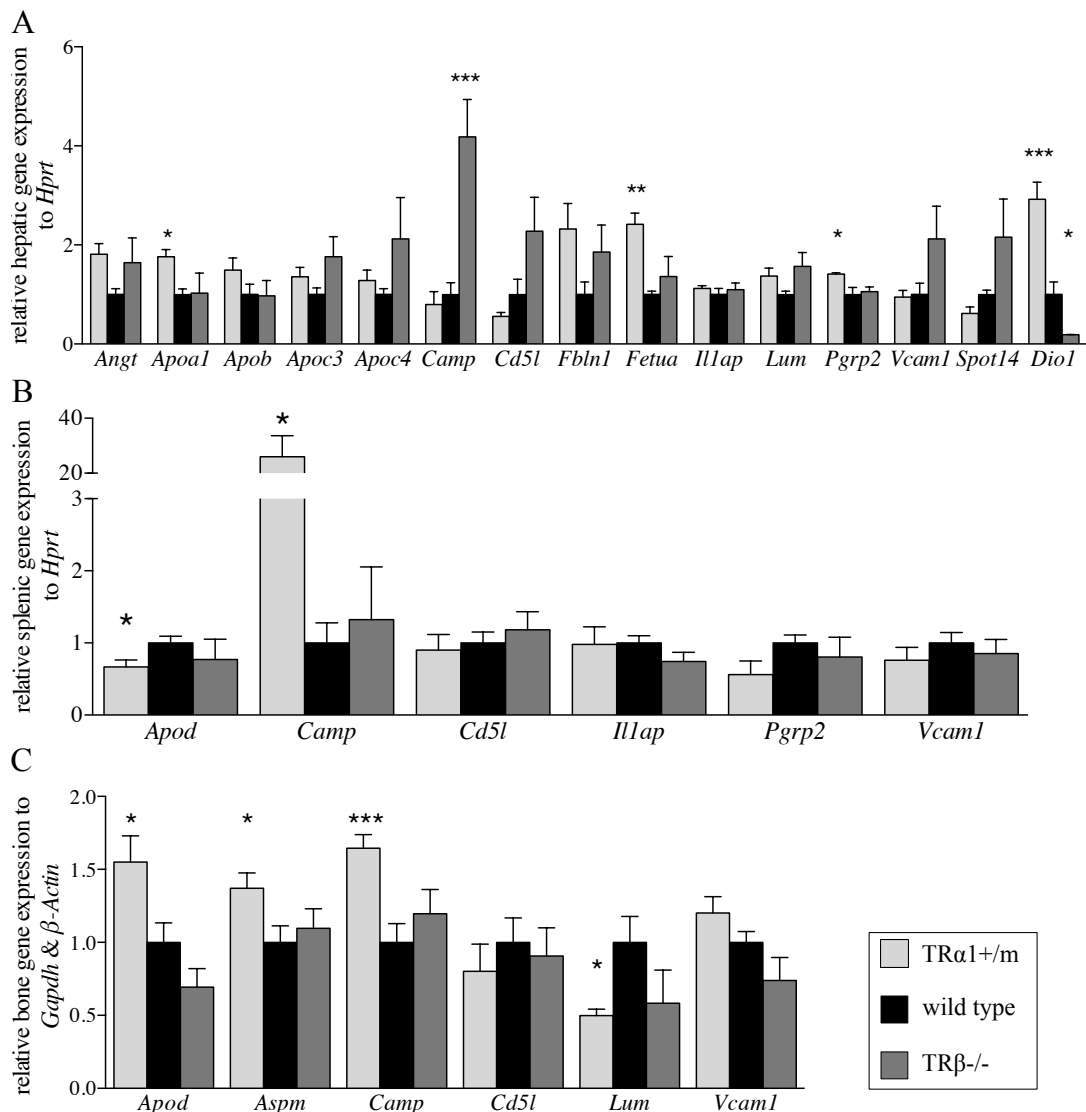 A
relative hepatic gene expression
to Hprt
6
4
2
0
***
*
**
*
***
*
Angt Apoa1 Apob Apoc3 Apoc4 Camp Cd5l Fbln1 Fetua Il1ap Lum Pgrp2 Vcam1 Spot14 Dio1
B
relative splenic gene expression
to Hprt
40
20
3
2
1
0
*
*
Apod Camp Cd5l Il1ap Pgrp2 Vcam1
C
relative bone gene expression to
Gapdh & β-Actin
2.0
1.5
1.0
0.5
0.0
* * ***
*
Apod Aspm Camp Cd5l Lum Vcam1
TRα1+/m
wild type
TRβ-/-